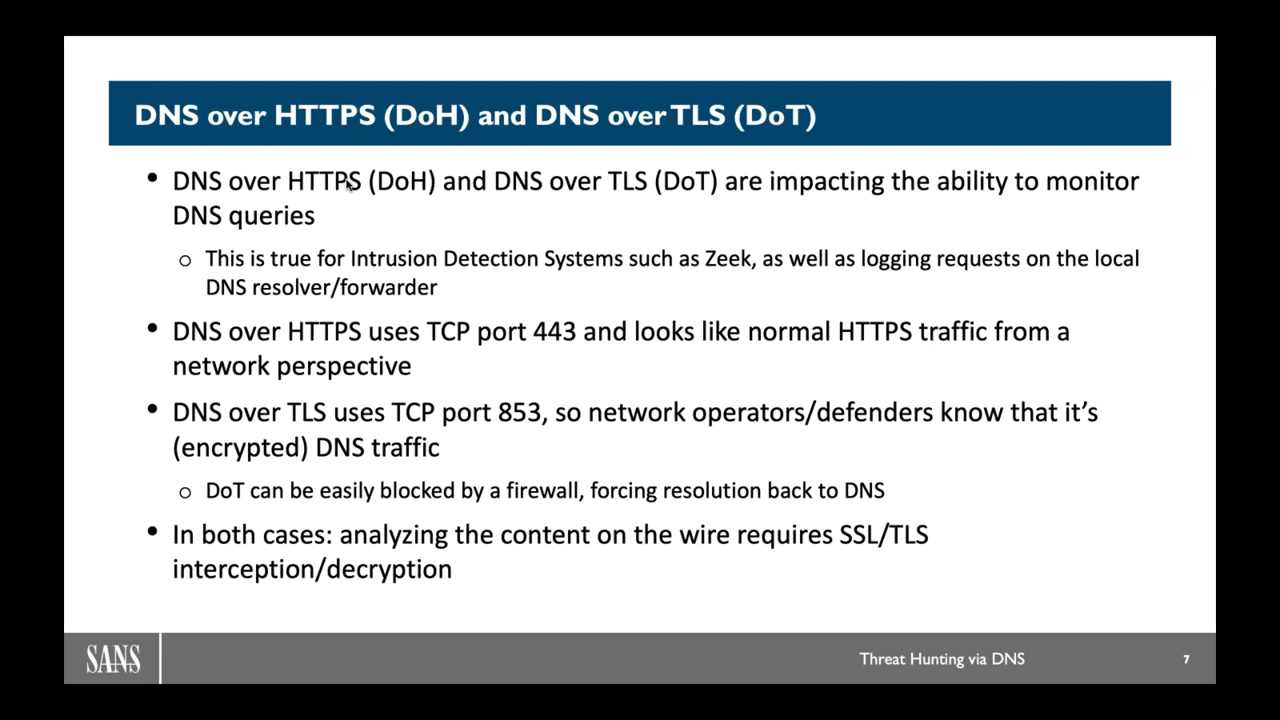 DNS over HTTPS (DoH) and DNS over TLS (DoT)
• DNS over HTTPS (DoH) and DNS over TLS (DoT) are impacting the ability to monitor
DNS queries
o This is true for Intrusion Detection Systems such as Zeek, as well as logging requests on the local
DNS resolver/forwarder
• DNS over HTTPS uses TCP port 443 and looks like normal HTTPS traffic from a
network perspective
• DNS over TLS uses TCP port 853, so network operators/defenders know that it’s
(encrypted) DNS traffic
o DoT can be easily blocked by a firewall, forcing resolution back to DNS
• In both cases: analyzing the content on the wire requires SSL/TLS
interception/decryption
SANS
Threat Hunting via DNS
7